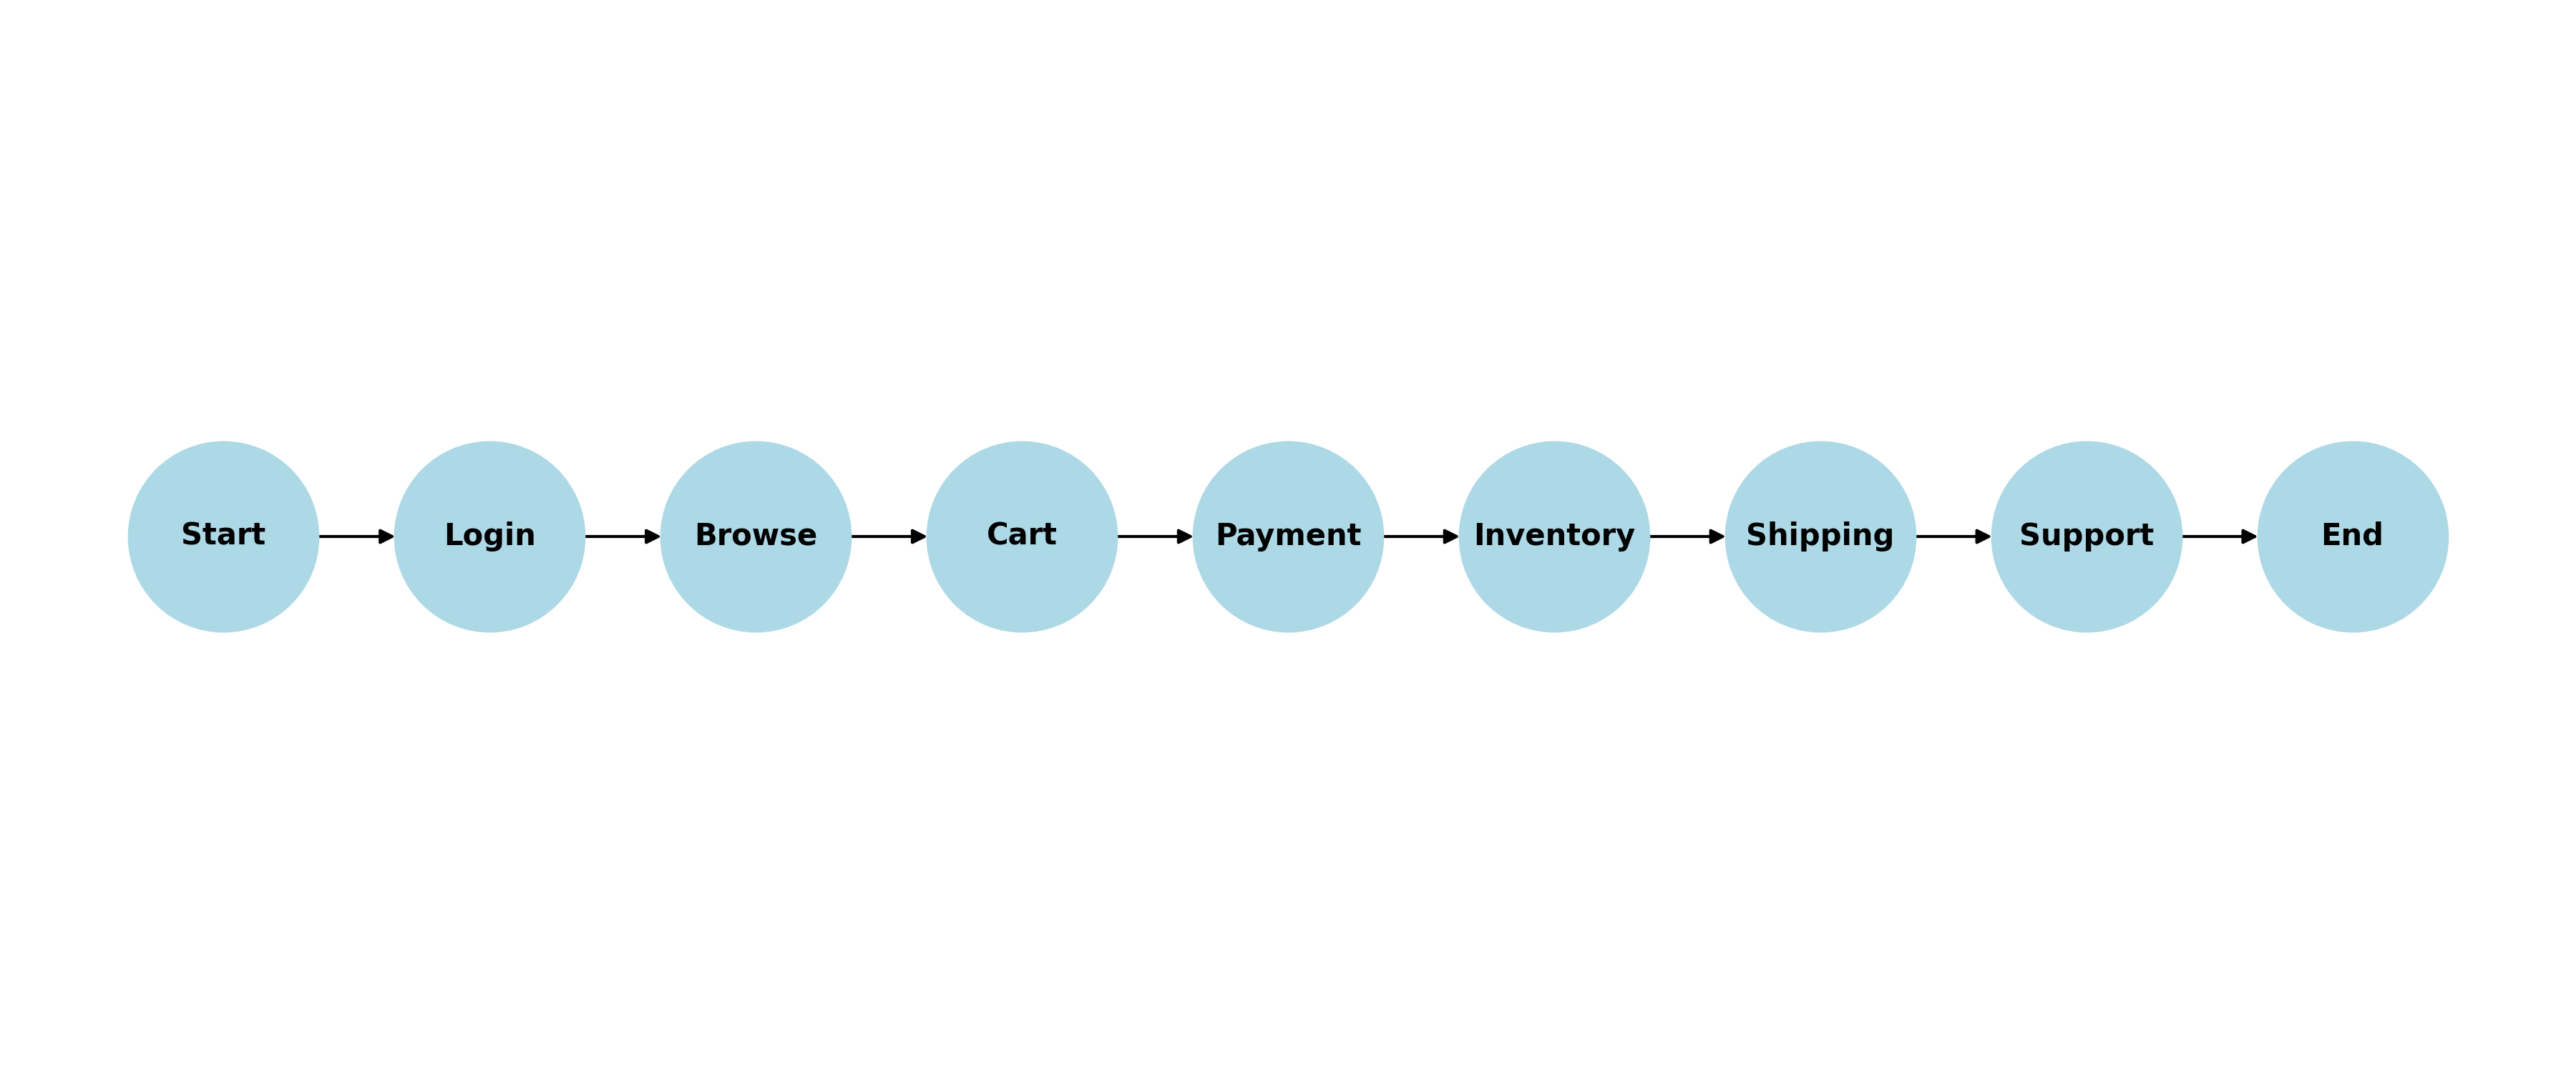 Start
Login
Browse
Cart
Payment
Inventory
Shipping
Support
End